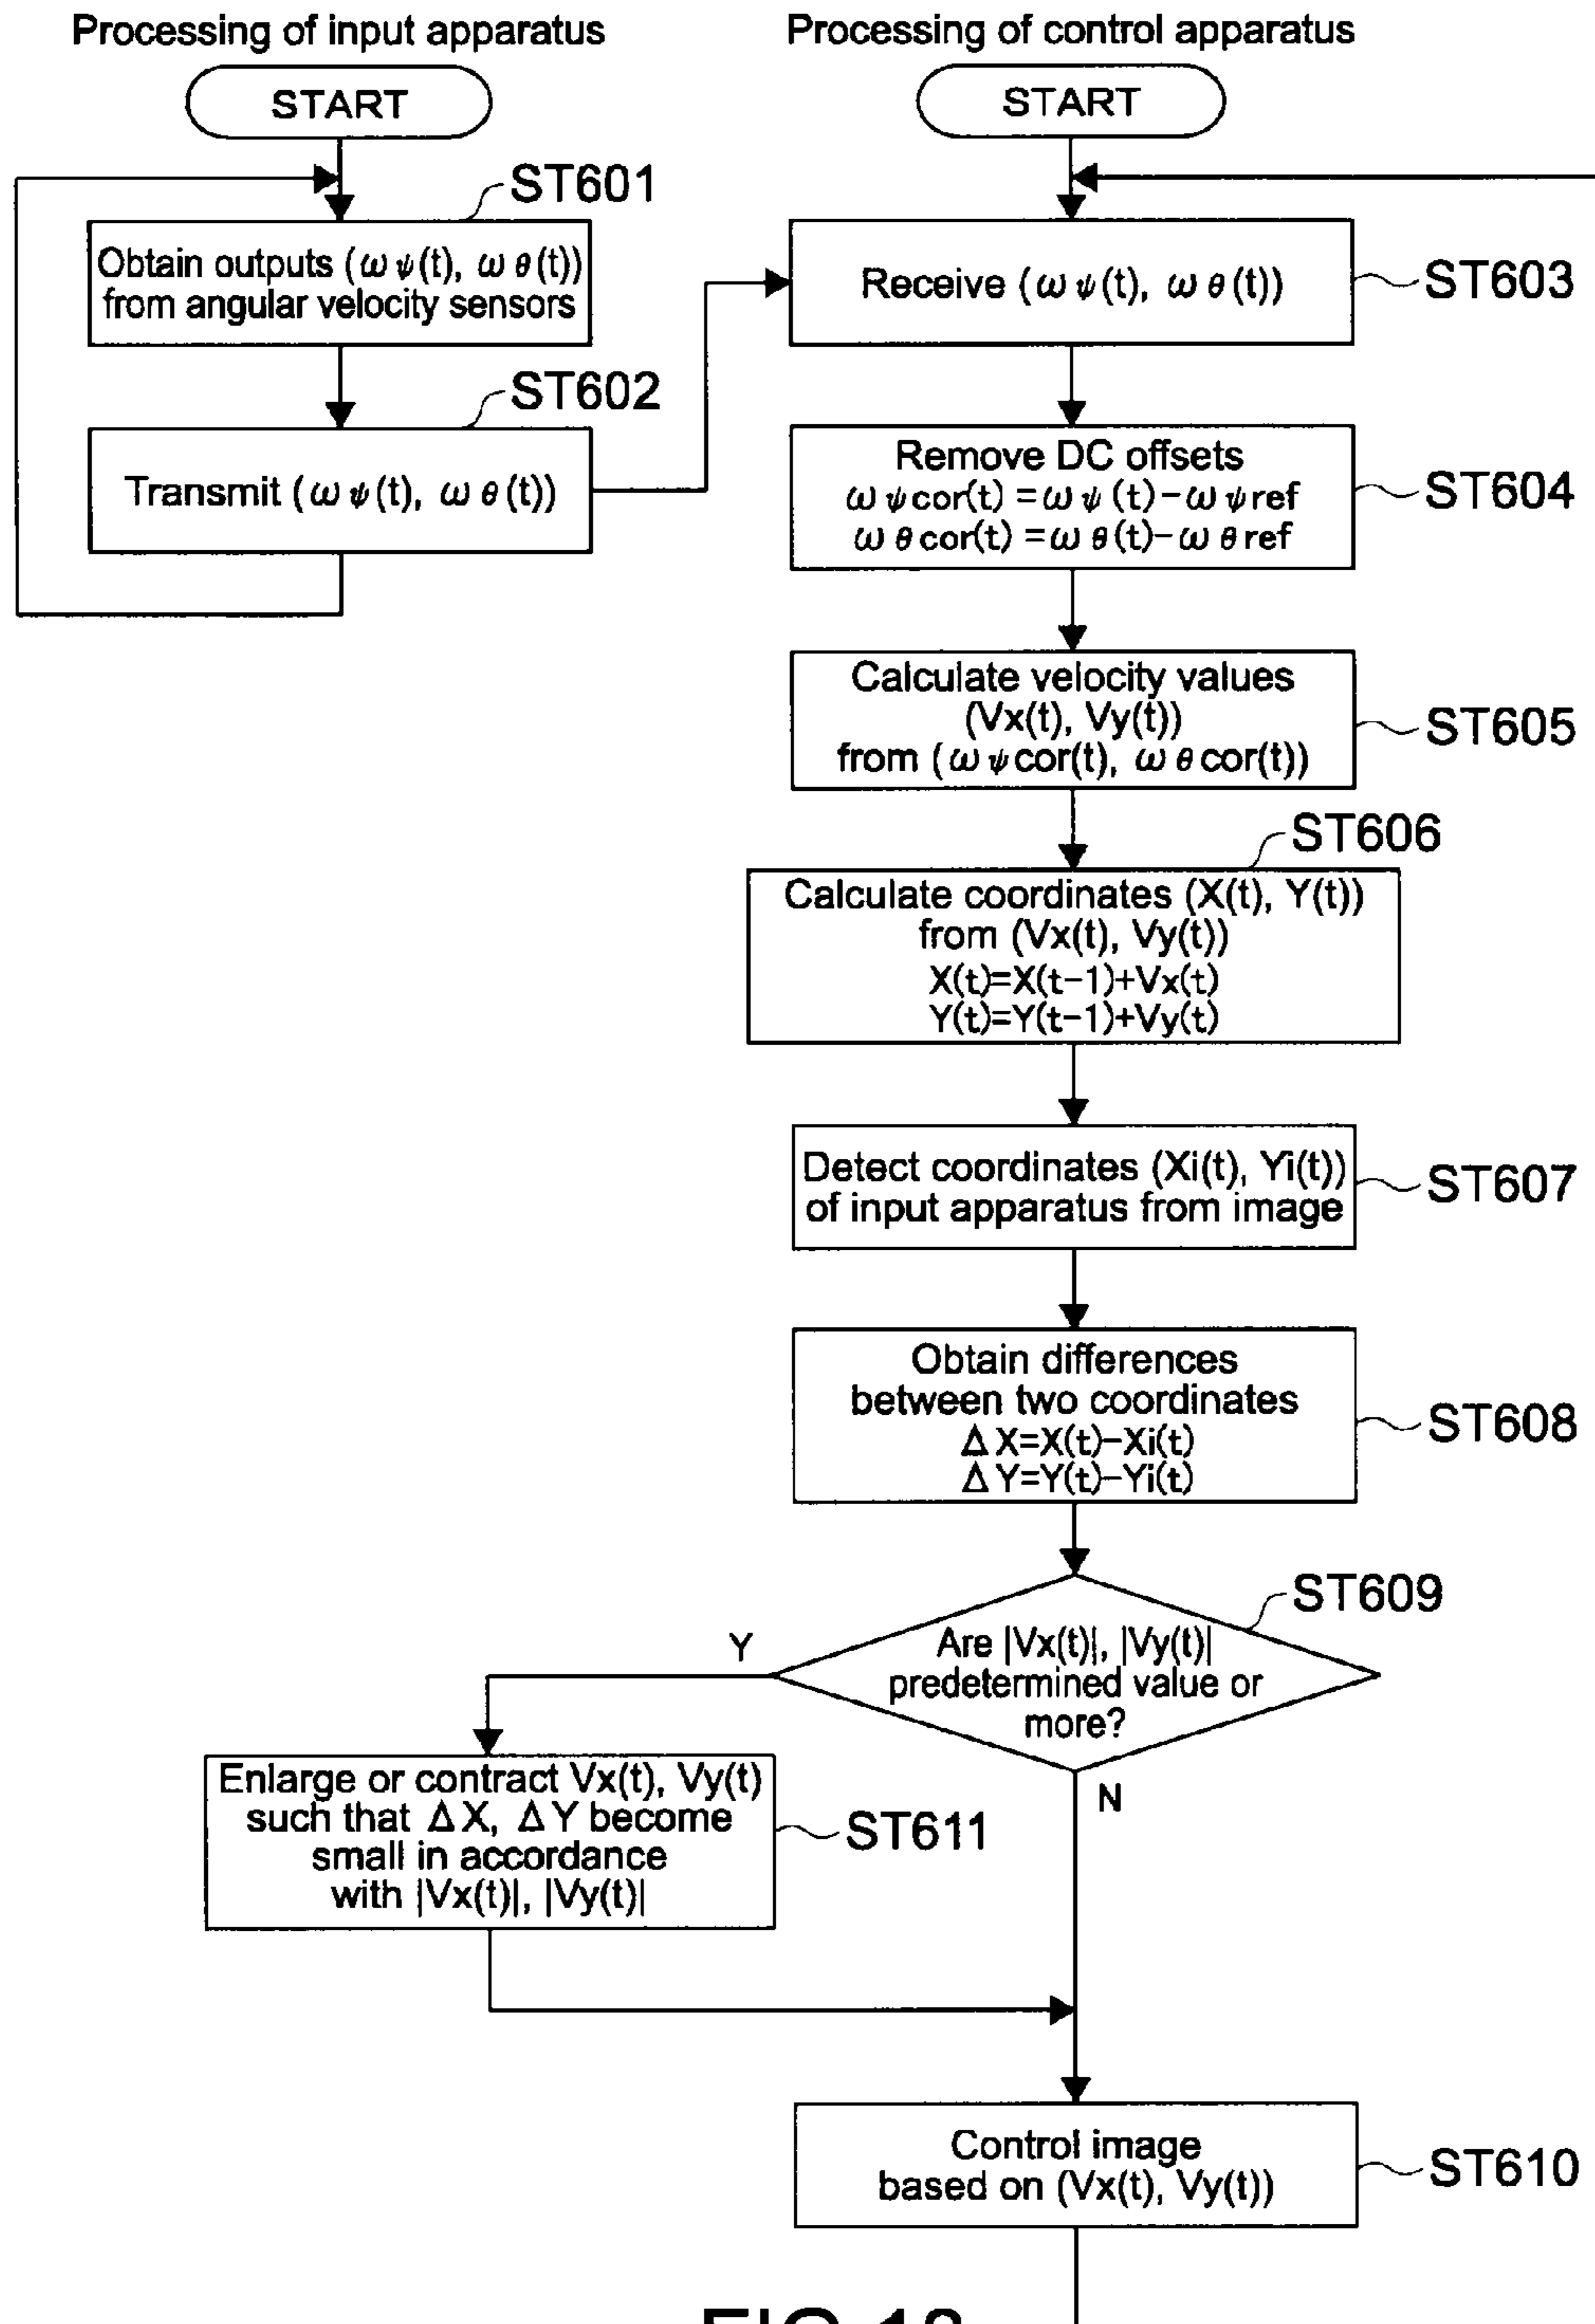 Processing of input apparatus
START
ST601
Obtain outputs (ωψ(t), ωθ(t))
from angular velocity sensors
ST602
Transmit (ωψ(t), ωθ(t))
Processing of control apparatus
START
Receive (ωψ(t), ωθ(t))
ST603
Remove DC offsets
ωψcor(t) =ωψ(t)-ωψref
ωθcor(t) =ωθ(t)-ωθref
ST604
Calculate velocity values
(Vx(t), Vy(t))
from (ωψcor(t), ωθcor(t))
ST605
ST606
Calculate coordinates (X(t), Y(t))
from (Vx(t), Vy(t))
X(t)=X(t-1)+Vx(t)
Y(t)=Y(t-1)+Vy(t)
Detect coordinates (Xi(t), Yi(t))
of input apparatus from image
ST607
Obtain differences
between two coordinates
ΔX=X(t)-Xi(t)
ΔY=Y(t)-Yi(t)
ST608
ST609
Are |Vx(t)|, |Vy(t)|
predetermined value or
more?
Y
N
Enlarge or contract Vx(t), Vy(t)
such that ΔX, ΔY become
small in accordance
with |Vx(t)|, |Vy(t)|
ST611
Control image
based on (Vx(t), Vy(t))
ST610